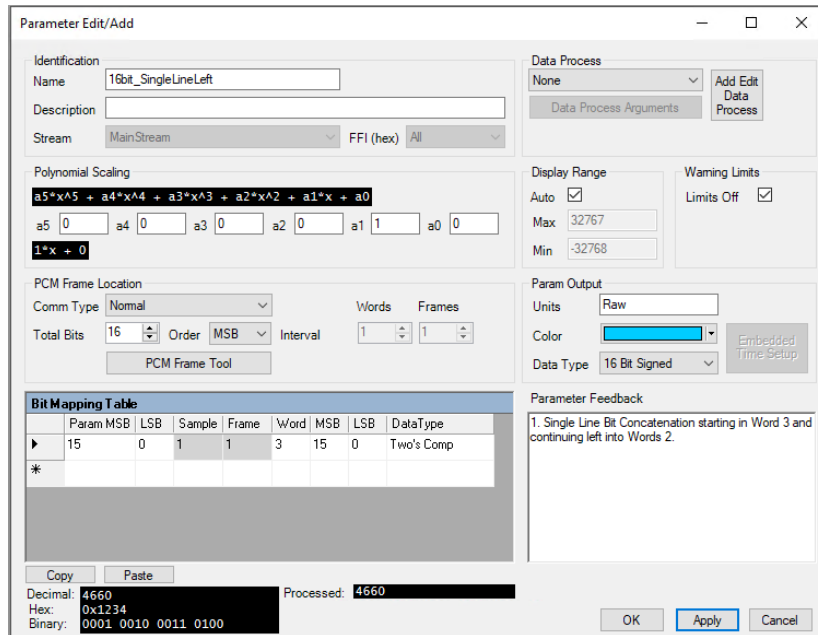 Parameter Edit/Add
Identification
Name 16bit_SingleLineLeft
Description
Stream MainStream FFI (hex) All
Data Process
None
Data Process Arguments
Add Edit
Data
Process
Polynomial Scaling
a5*x^5 + a4*x^4 + a3*x^3 + a2*x^2 + a1*x + a0
a5 0 a4 0 a3 0 a2 0 a1 1 a0 0
1*x + 0
Display Range
Auto
Max 32767
Min -32768
Warning Limits
Limits Off
PCM Frame Location
Comm Type Normal Words Frames
Total Bits 16 Order MSB Interval 1 1
PCM Frame Tool
Param Output
Units Raw
Color
Data Type 16 Bit Signed
Embedded
Time Setup
Bit Mapping Table
Param MSB LSB Sample Frame Word MSB LSB DataType
15 0 1 1 3 15 0 Two's Comp
Parameter Feedback
1. Single Line Bit Concatenation starting in Word 3 and
continuing left into Words 2.
Copy Paste
Decimal: 4660
Hex: 0x1234
Binary: 0001 0010 0011 0100
Processed: 4660
OK Apply Cancel